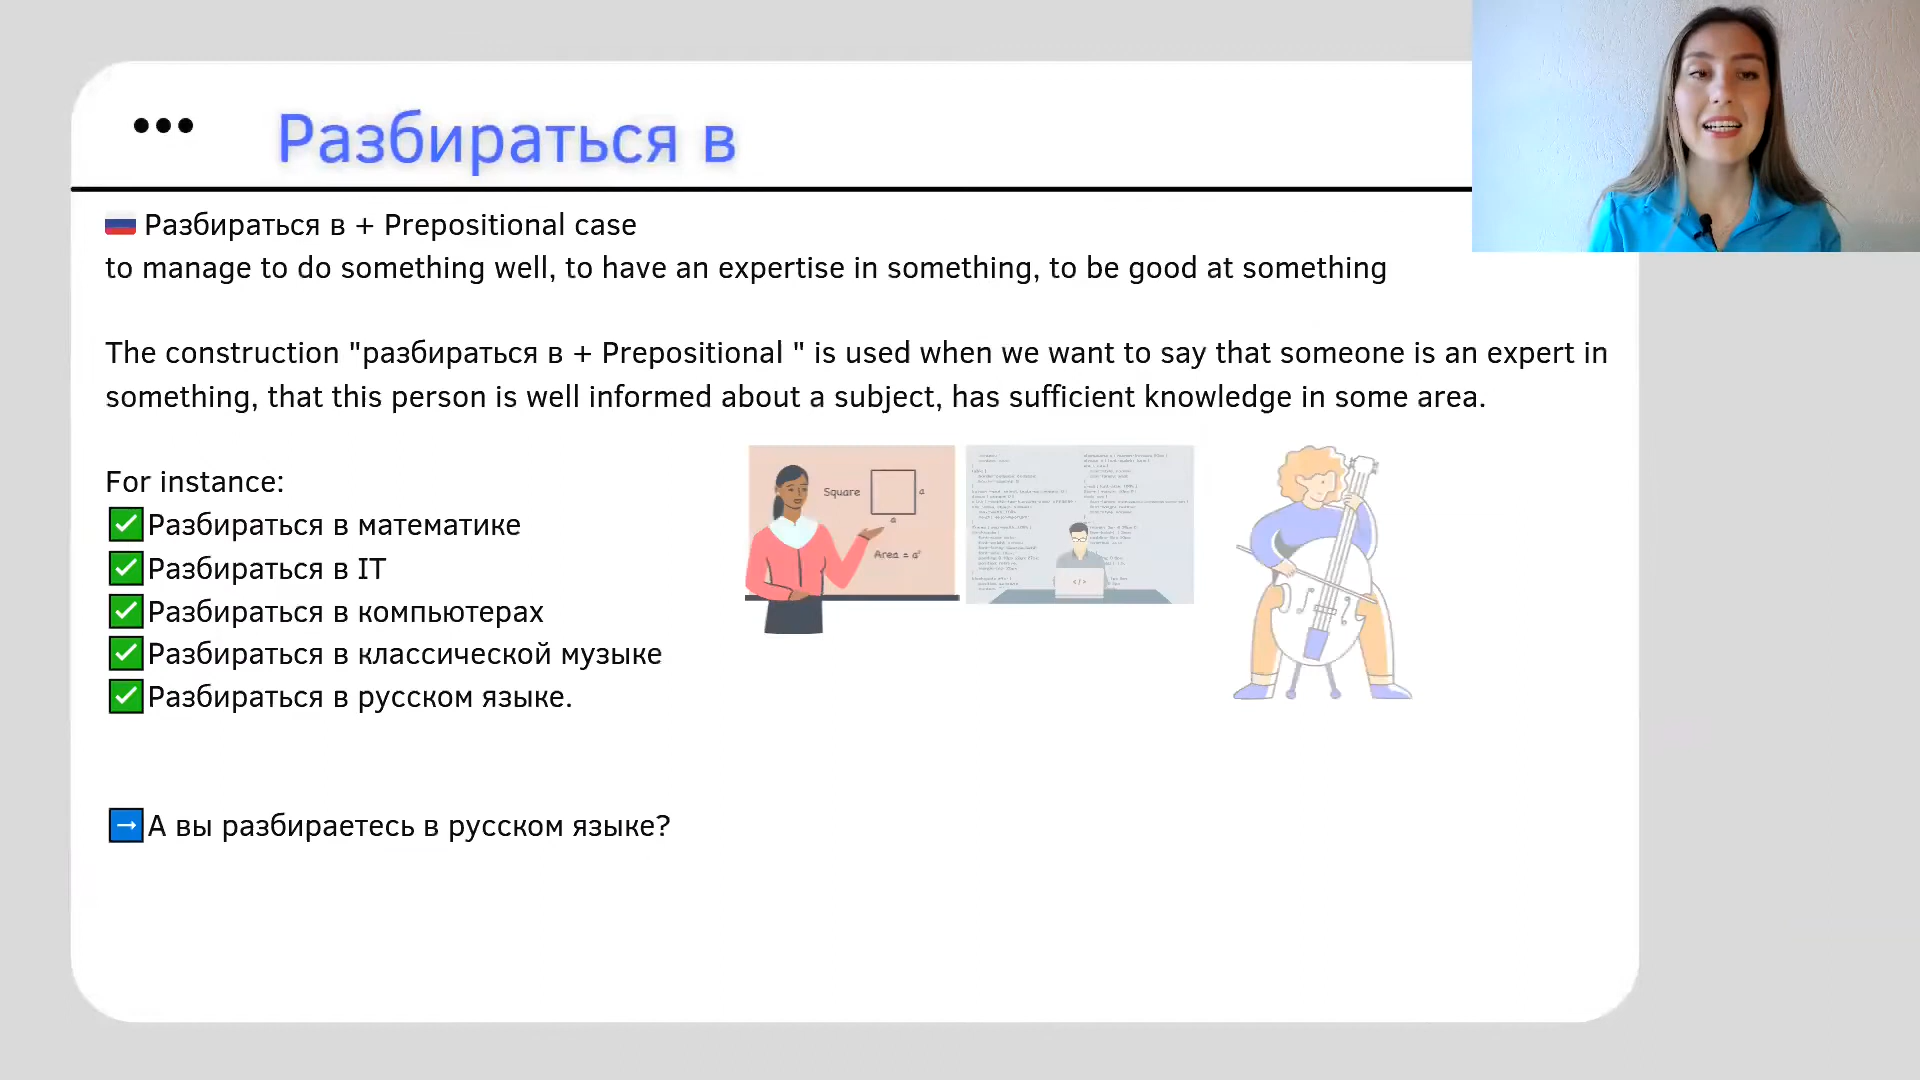 Разбираться в
Разбираться в + Prepositional case
to manage to do something well, to have an expertise in something, to be good at something
The construction "разбираться в + Prepositional " is used when we want to say that someone is an expert in
something, that this person is well informed about a subject, has sufficient knowledge in some area.
For instance:
Разбираться в математике
Разбираться в IT
Разбираться в компьютерах
Разбираться в классической музыке
Разбираться в русском языке.
Square
a
a
Area = a²
</>
А вы разбираетесь в русском языке?